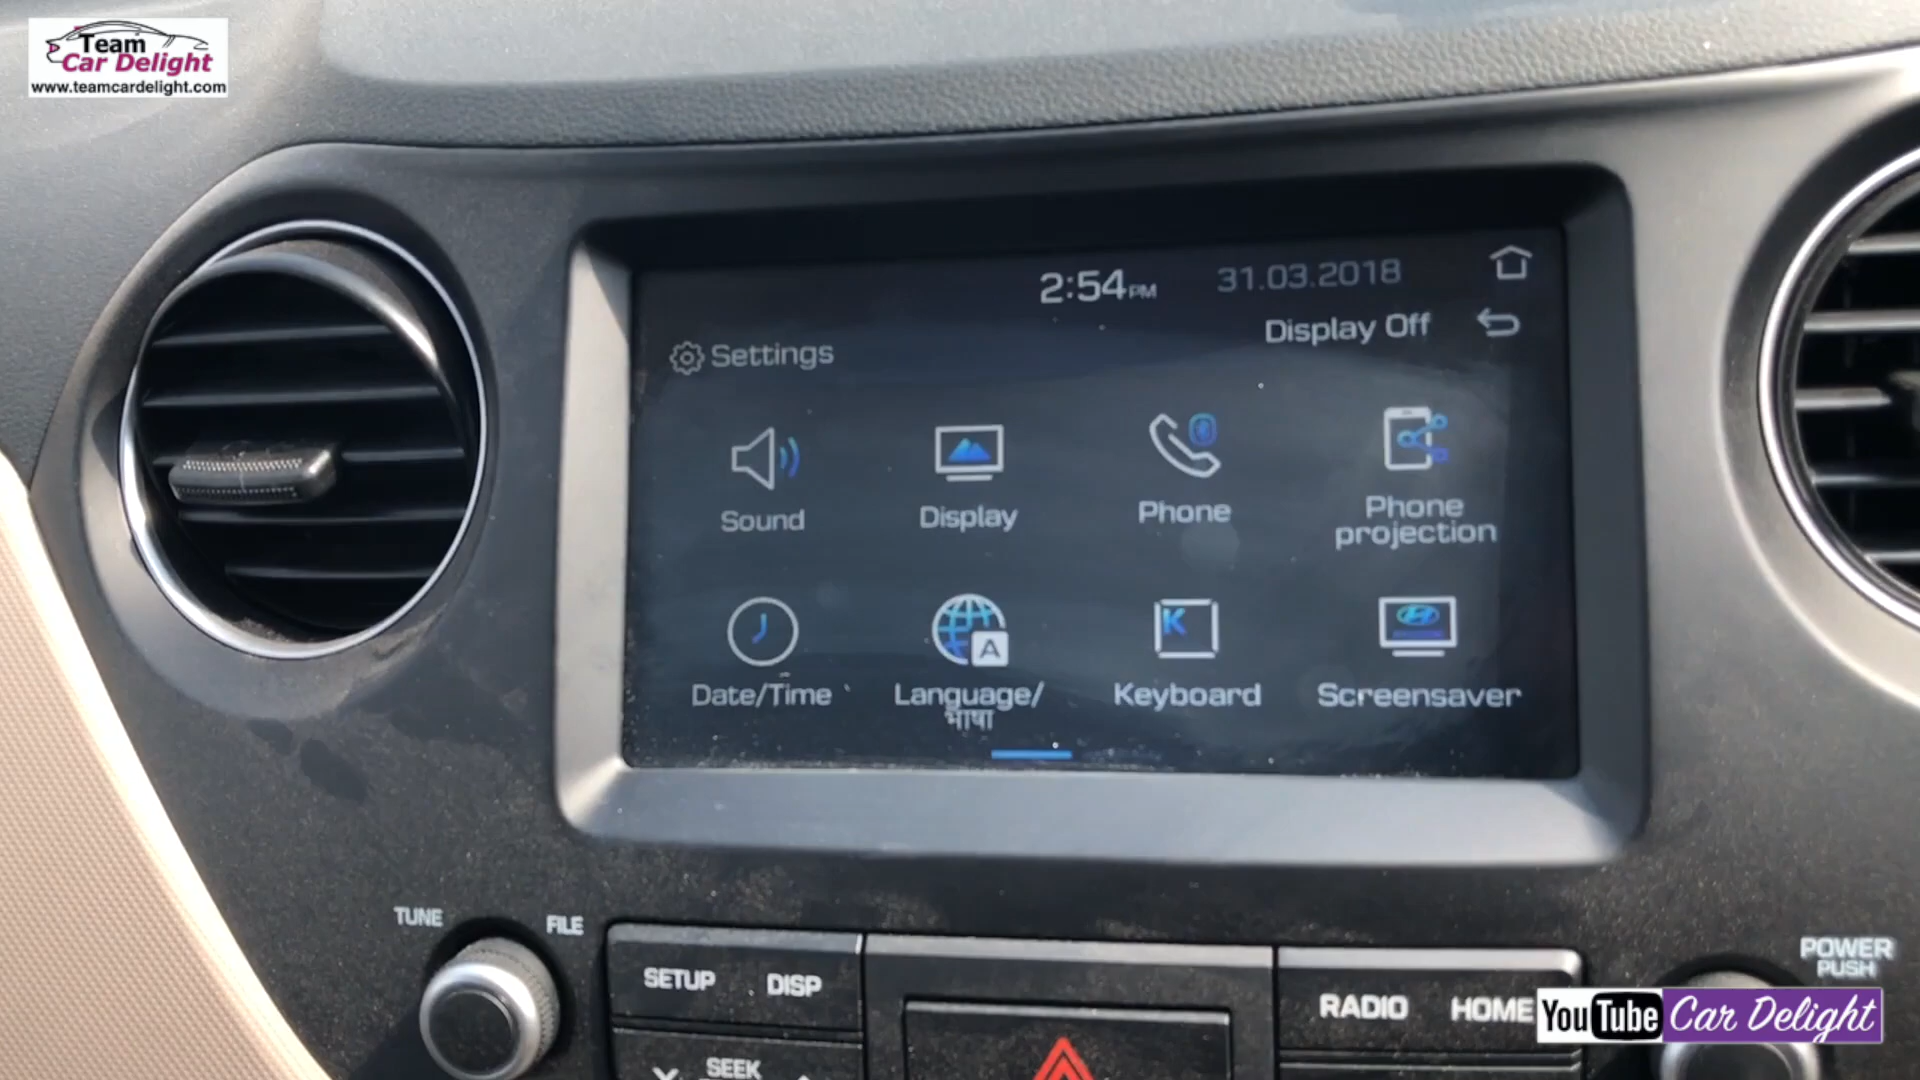 Team
Car Delight
www.teamcardelight.com
2:54PM
31.03.2018
Display Off
Settings
Sound
Display
Phone
Phone
projection
Date/Time
Language/
भाषा
A
Keyboard
K
Screensaver
TUNE
FILE
SETUP
DISP
SEEK
RADIO
HOME
POWER
PUSH
YouTube Car Delight